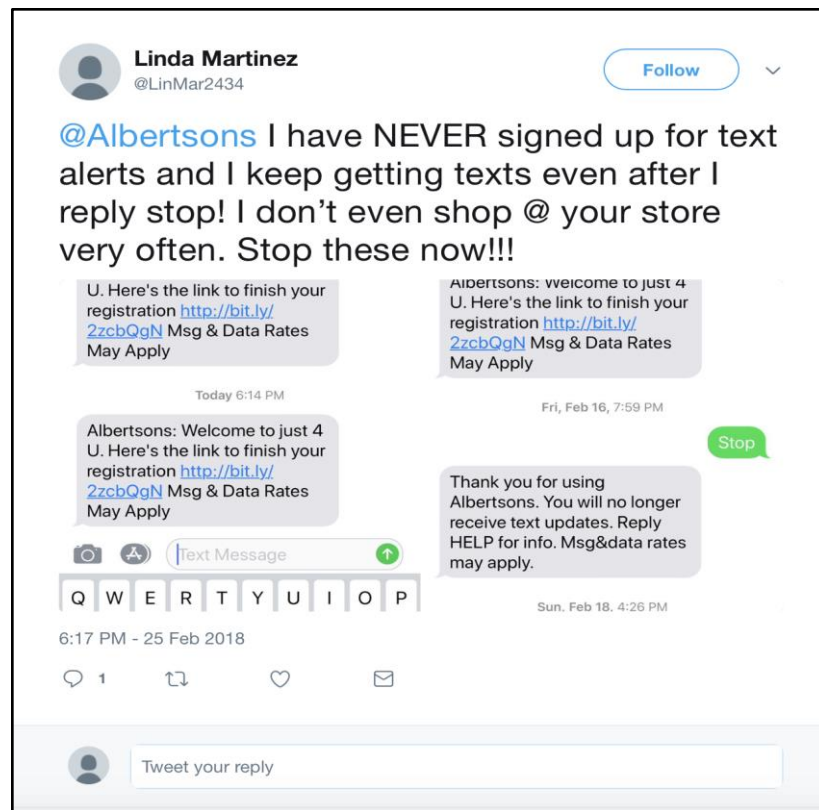 Linda Martinez
@LinMar2434
Follow
@Albertsons I have NEVER signed up for text
alerts and I keep getting texts even after I
reply stop! I don’t even shop @ your store
very often. Stop these now!!!
U. Here's the link to finish your
registration http://bit.ly/
2zcbQgN Msg & Data Rates
May Apply
Today 6:14 PM
Albertsons: Welcome to just 4
U. Here's the link to finish your
registration http://bit.ly/
2zcbQgN Msg & Data Rates
May Apply
Text Message
Q W E R T Y U I O P
Albertsons: Welcome to just 4
U. Here's the link to finish your
registration http://bit.ly/
2zcbQgN Msg & Data Rates
May Apply
Fri, Feb 16, 7:59 PM
Stop
Thank you for using
Albertsons. You will no longer
receive text updates. Reply
HELP for info. Msg&data rates
may apply.
Sun, Feb 18, 4:26 PM
6:17 PM - 25 Feb 2018
1
Tweet your reply